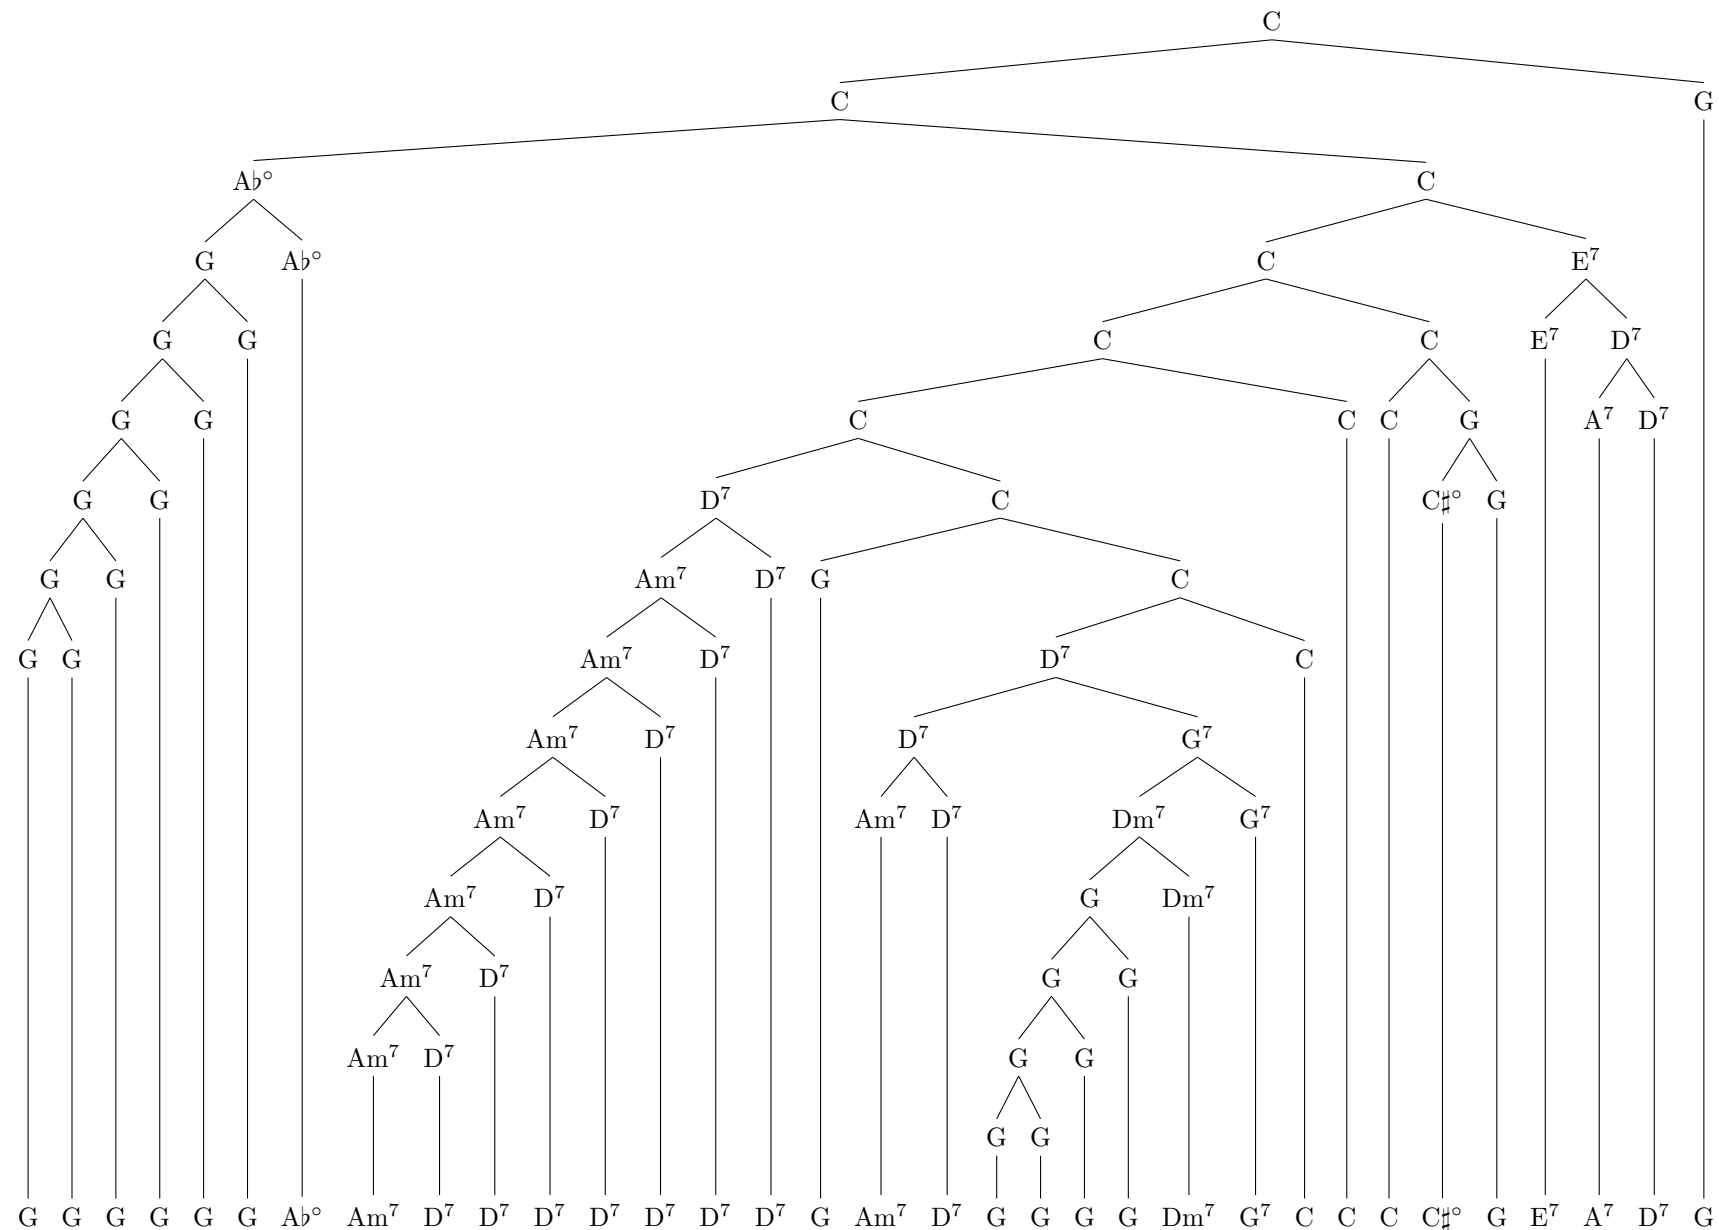 C
C G
A♭° C
G A♭° C E⁷
G G C C E⁷ D⁷
G G C C C G A⁷ D⁷
G G D⁷ C C♯° G
G G Am⁷ D⁷ G C
G G Am⁷ D⁷ D⁷ C
Am⁷ D⁷ D⁷ G⁷
Am⁷ D⁷ Am⁷ D⁷ Dm⁷ G⁷
Am⁷ D⁷ G Dm⁷
Am⁷ D⁷ G G
Am⁷ D⁷ G G
G G
G G G G G G A♭° Am⁷ D⁷ D⁷ D⁷ D⁷ D⁷ D⁷ D⁷ G Am⁷ D⁷ G G G G Dm⁷ G⁷ C C C C♯° G E⁷ A⁷ D⁷ G